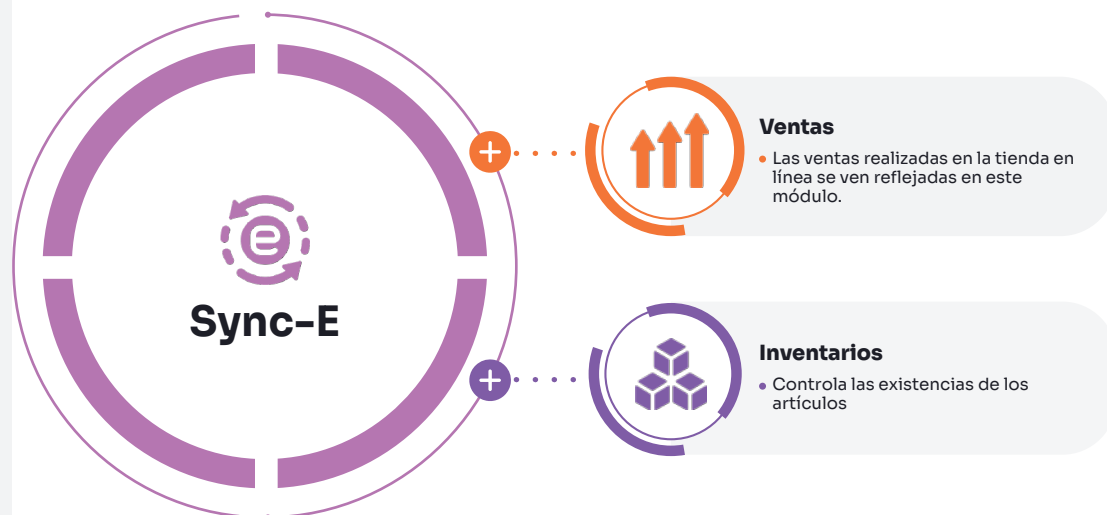 e
Sync-E
Ventas
• Las ventas realizadas en la tienda en
línea se ven reflejadas en este
módulo.
Inventarios
• Controla las existencias de los
artículos